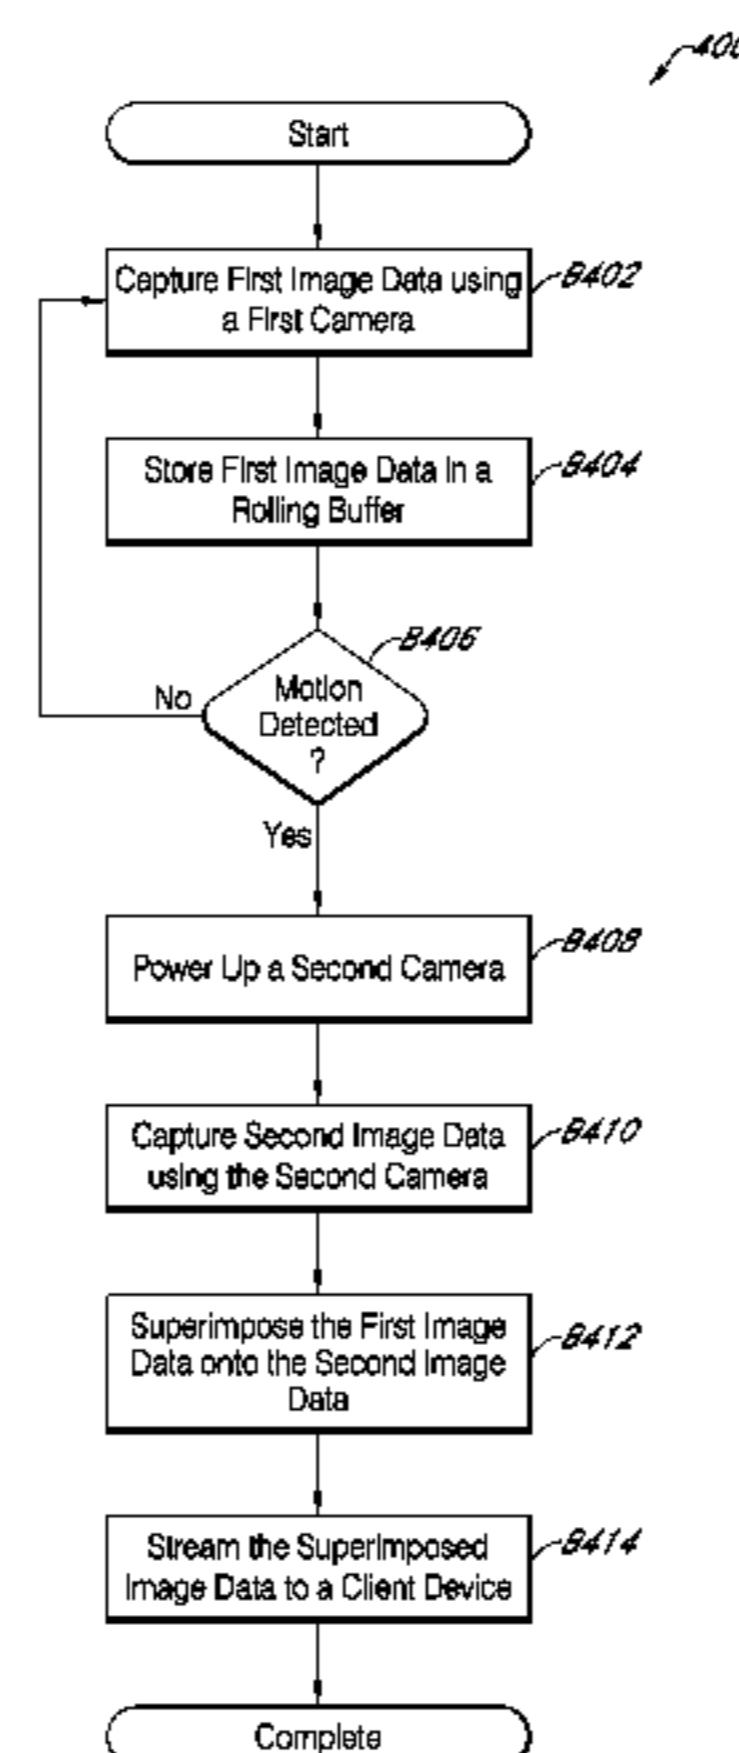 400
Start
Capture First Image Data using
a First Camera
B402
Store First Image Data in a
Rolling Buffer
B404
B406
Motion
Detected
?
No
Yes
Power Up a Second Camera
B408
Capture Second Image Data
using the Second Camera
B410
Superimpose the First Image
Data onto the Second Image
Data
B412
Stream the Superimposed
Image Data to a Client Device
B414
Complete